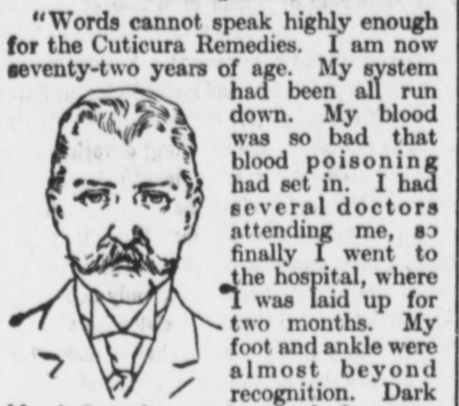 "Words cannot speak highly enough
for the Cuticura Remedies. I am now
seventy-two years of age. My system
had been all run
down. My blood
was so bad that
blood poisoning
had set in. I had
several doctors
attending me, so
finally I went to
the hospital, where
I was laid up for
two months. My
foot and ankle were
almost beyond
recognition. Dark